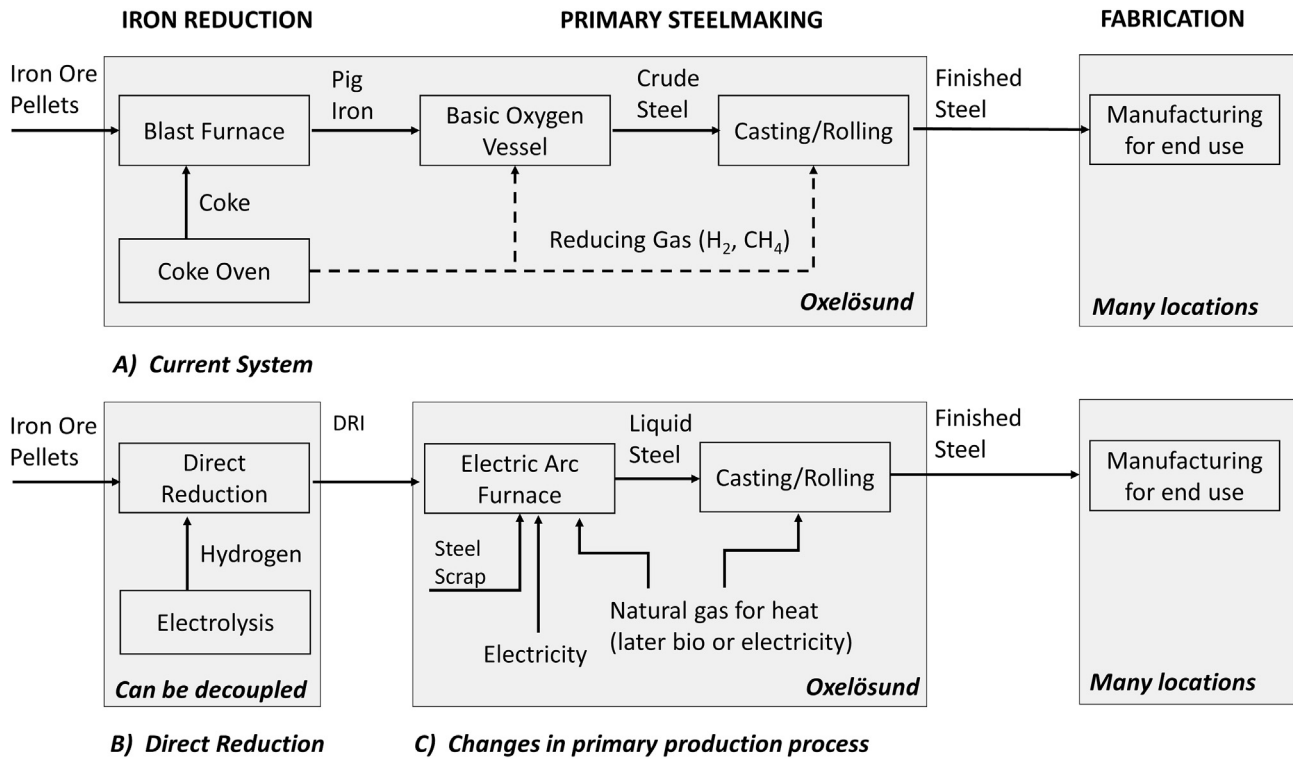 IRON REDUCTION
PRIMARY STEELMAKING
FABRICATION
Iron Ore
Pellets
Blast Furnace
Pig
Iron
Basic Oxygen
Vessel
Crude
Steel
Casting/Rolling
Finished
Steel
Manufacturing
for end use
Coke
Coke Oven
Reducing Gas (H₂, CH₄)
Oxelösund
Many locations
A) Current System
Iron Ore
Pellets
Direct
Reduction
DRI
Electric Arc
Furnace
Liquid
Steel
Casting/Rolling
Finished
Steel
Manufacturing
for end use
Hydrogen
Electrolysis
Can be decoupled
Steel
Scrap
Electricity
Natural gas for heat
(later bio or electricity)
Oxelösund
Many locations
B) Direct Reduction
C) Changes in primary production process